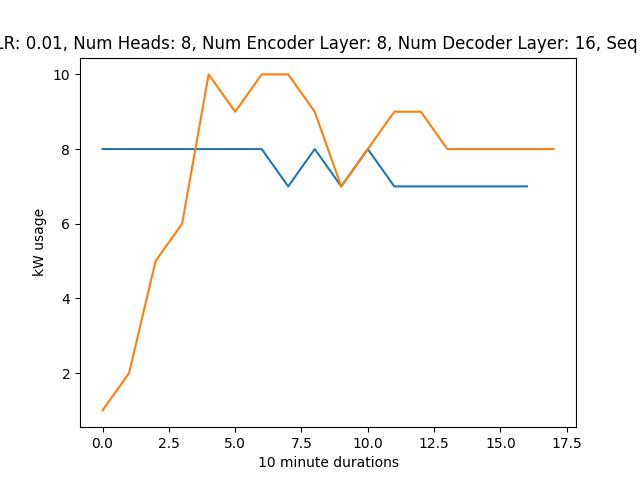 LR: 0.01, Num Heads: 8, Num Encoder Layer: 8, Num Decoder Layer: 16, Seq
10
8
6
4
2
kW usage
0.0 2.5 5.0 7.5 10.0 12.5 15.0 17.5
10 minute durations